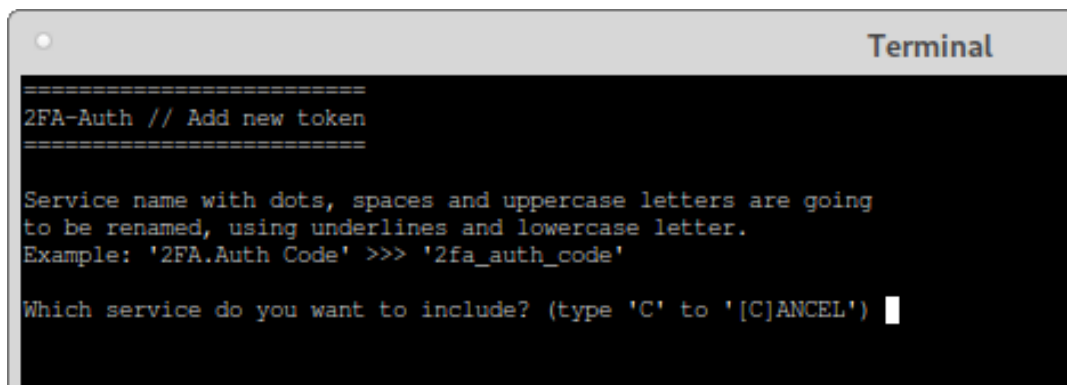 Terminal
=========================
2FA-Auth // Add new token
=========================
Service name with dots, spaces and uppercase letters are going
to be renamed, using underlines and lowercase letter.
Example: '2FA.Auth Code' >>> '2fa_auth_code'
Which service do you want to include? (type 'C' to '[C]ANCEL')